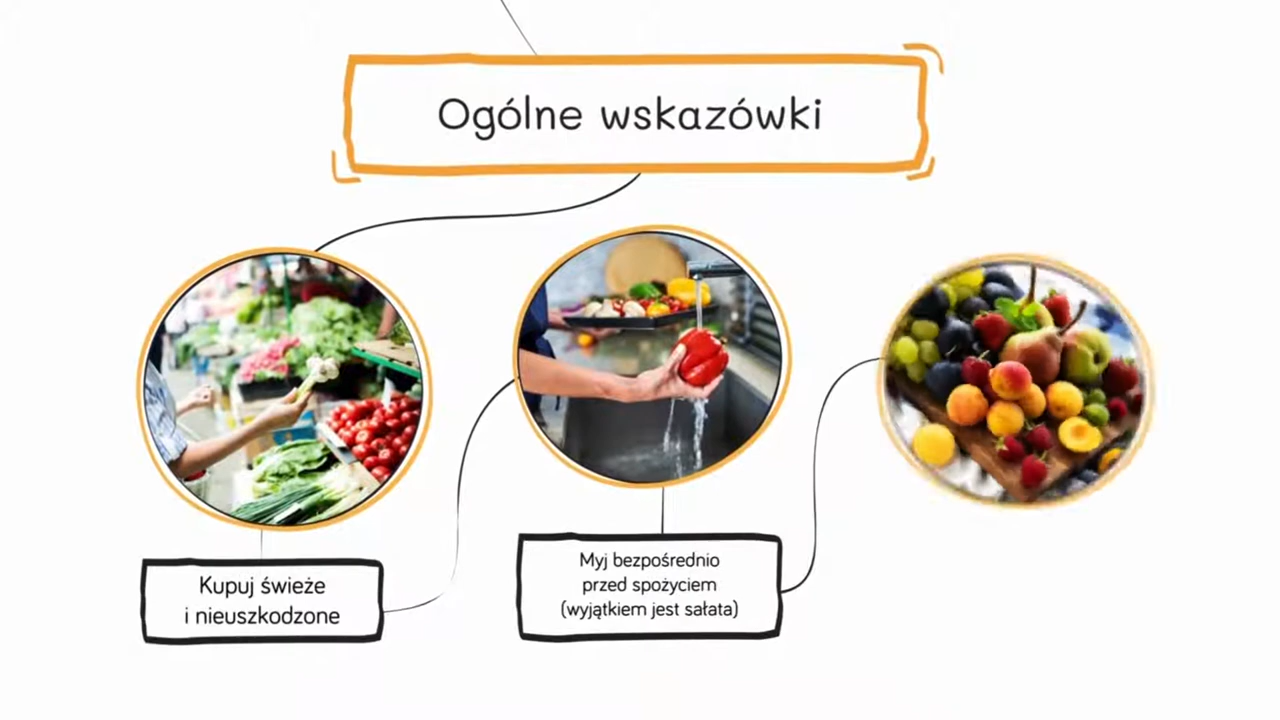 Ogólne wskazówki
Kupuj świeże
i nieuszkodzone
Myj bezpośrednio
przed spożyciem
(wyjątkiem jest sałata)